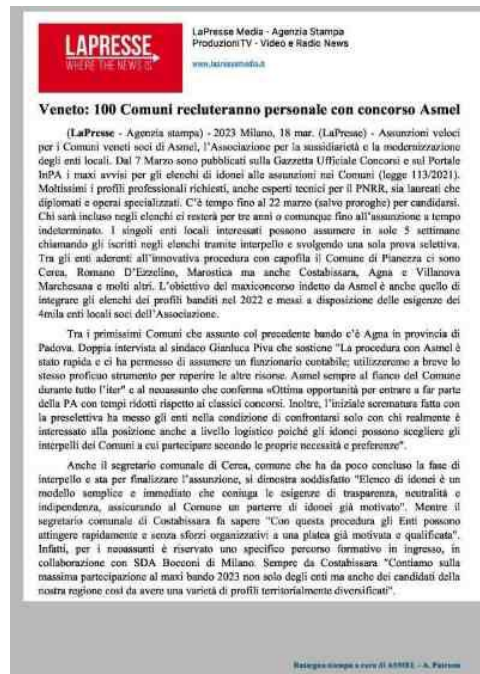 LAPRESSE
WHERE THE NEWS IS
LaPresse Media - Agenzia Stampa
ProduzioniTV - Video e Radio News
www.lapressemedia.it
Veneto: 100 Comuni recluteranno personale con concorso Asmel
(LaPresse - Agenzia stampa) - 2023 Milano, 18 mar. (LaPresse) - Assunzioni veloci
per i Comuni veneti soci di Asmel, l'Associazione per la sussidiarietà e la modernizzazione
degli enti locali. Dal 7 Marzo sono pubblicati sulla Gazzetta Ufficiale Concorsi e sul Portale
InPA i maxi avvisi per gli elenchi di idonei alle assunzioni nei Comuni (legge 113/2021).
Moltissimi i profili professionali richiesti, anche esperti tecnici per il PNRR, sia laureati che
diplomati e operai specializzati. C'è tempo fino al 22 marzo (salvo proroghe) per candidarsi.
Chi sarà incluso negli elenchi ci resterà per tre anni o comunque fino all'assunzione a tempo
indeterminato. I singoli enti locali interessati possono assumere in sole 5 settimane
chiamando gli iscritti negli elenchi tramite interpello e svolgendo una sola prova selettiva.
Tra gli enti aderenti all'innovativa procedura con capofila il Comune di Pianezza ci sono
Cerea, Romano D'Ezzelino, Marostica ma anche Costabissara, Agna e Villanova
Marchesana e molti altri. L'obiettivo del maxiconcorso indetto da Asmel è anche quello di
integrare gli elenchi dei profili banditi nel 2022 e messi a disposizione delle esigenze dei
4mila enti locali soci dell'Associazione.
Tra i primissimi Comuni che assunto col precedente bando c'è Agna in provincia di
Padova. Doppia intervista al sindaco Gianluca Piva che sostiene "La procedura con Asmel è
stato rapida e ci ha permesso di assumere un funzionario contabile; utilizzeremo a breve lo
stesso proficuo strumento per reperire le altre risorse. Asmel sempre al fianco del Comune
durante tutto l'iter" e al neoassunto che conferma «Ottima opportunità per entrare a far parte
della PA con tempi ridotti rispetto ai classici concorsi. Inoltre, l'iniziale scrematura fatta con
la preselettiva ha messo gli enti nella condizione di confrontarsi solo con chi realmente è
interessato alla posizione anche a livello logistico poiché gli idonei possono scegliere gli
interpelli dei Comuni a cui partecipare secondo le proprie necessità e preferenze".
Anche il segretario comunale di Cerea, comune che ha da poco concluso la fase di
interpello e sta per finalizzare l'assunzione, si dimostra soddisfatto "Elenco di idonei è un
modello semplice e immediato che coniuga le esigenze di trasparenza, neutralità e
indipendenza, assicurando al Comune un parterre di idonei già motivato". Mentre il
segretario comunale di Costabissara fa sapere "Con questa procedura gli Enti possono
attingere rapidamente e senza sforzi organizzativi a una platea già motivata e qualificata".
Infatti, per i neoassunti è riservato uno specifico percorso formativo in ingresso, in
collaborazione con SDA Bocconi di Milano. Sempre da Costabissara "Contiamo sulla
massima partecipazione al maxi bando 2023 non solo degli enti ma anche dei candidati della
nostra regione così da avere una varietà di profili territorialmente diversificati".
Rassegna stampa a cura di ASMEL - A. Patrone